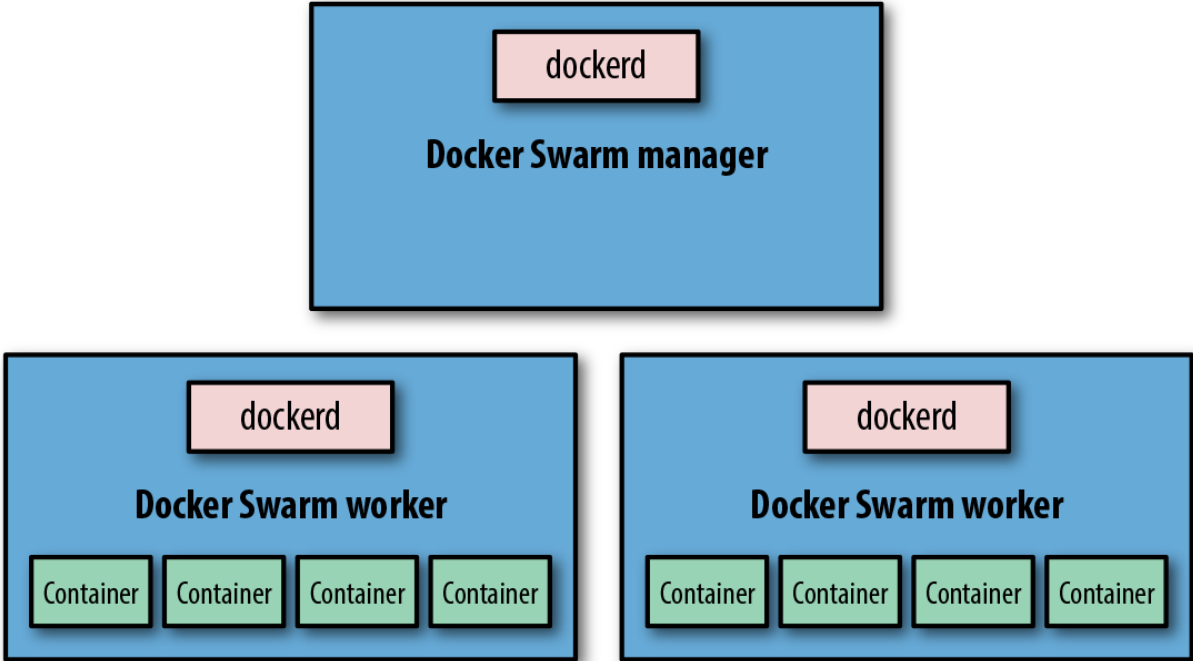 dockerd
Docker Swarm manager
dockerd
Docker Swarm worker
Container Container Container Container
dockerd
Docker Swarm worker
Container Container Container Container